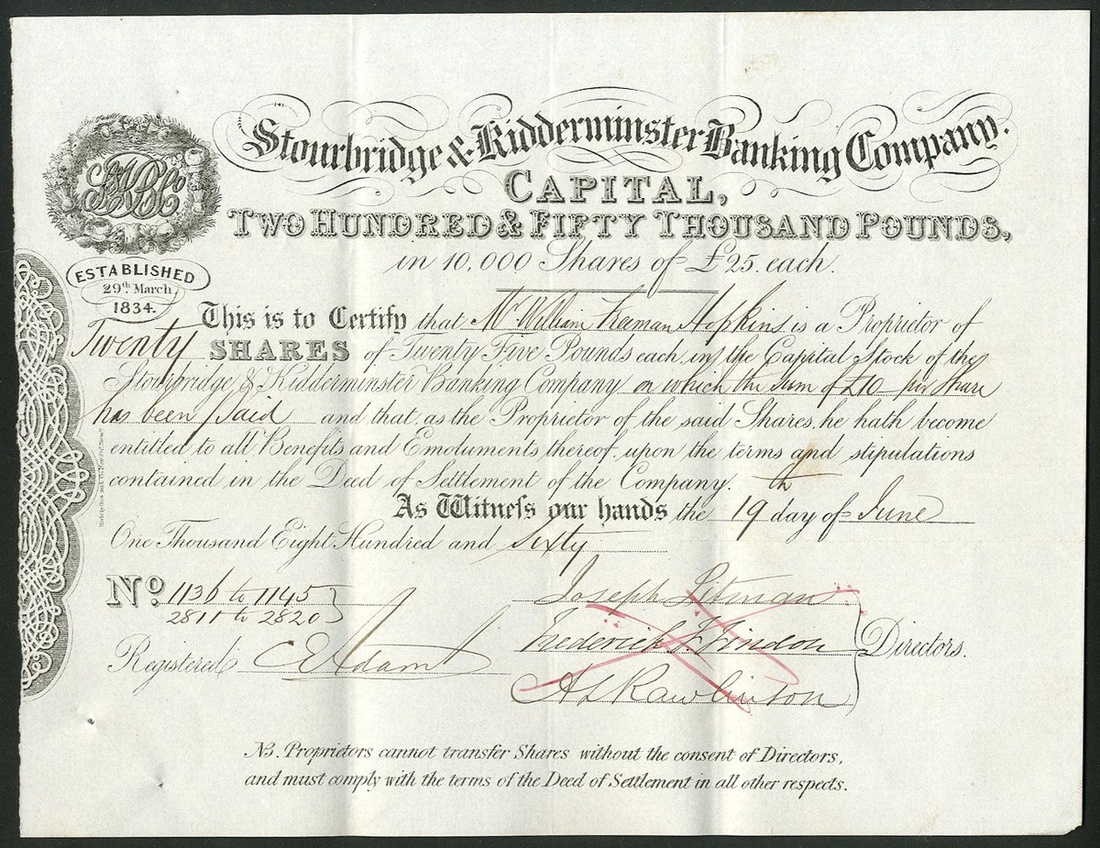 Stourbridge & Kidderminster Banking Company.
CAPITAL,
TWO HUNDRED & FIFTY THOUSAND POUNDS,
in 10,000 Shares of £25 each.
S&KBCo
ESTABLISHED
29th March,
1834.
This is to Certify that Mr William Freeman Hopkins is a Proprietor of
Twenty SHARES of Twenty Five Pounds each, in the Capital Stock of the
Stourbridge & Kidderminster Banking Company on which the sum of £10 per share
has been paid and that, as the Proprietor of the said Shares, he hath become
entitled to all Benefits and Emoluments thereof, upon the terms and stipulations
contained in the Deed of Settlement of the Company.
As Witness our hands the 19th day of June
One Thousand Eight Hundred and Sixty
No. 1136 to 1145
2811 to 2820
Joseph Pitman
Frederick
A L Rawlinson
Directors.
Registered E Adams
NB. Proprietors cannot transfer Shares without the consent of Directors,
and must comply with the terms of the Deed of Settlement in all other respects.